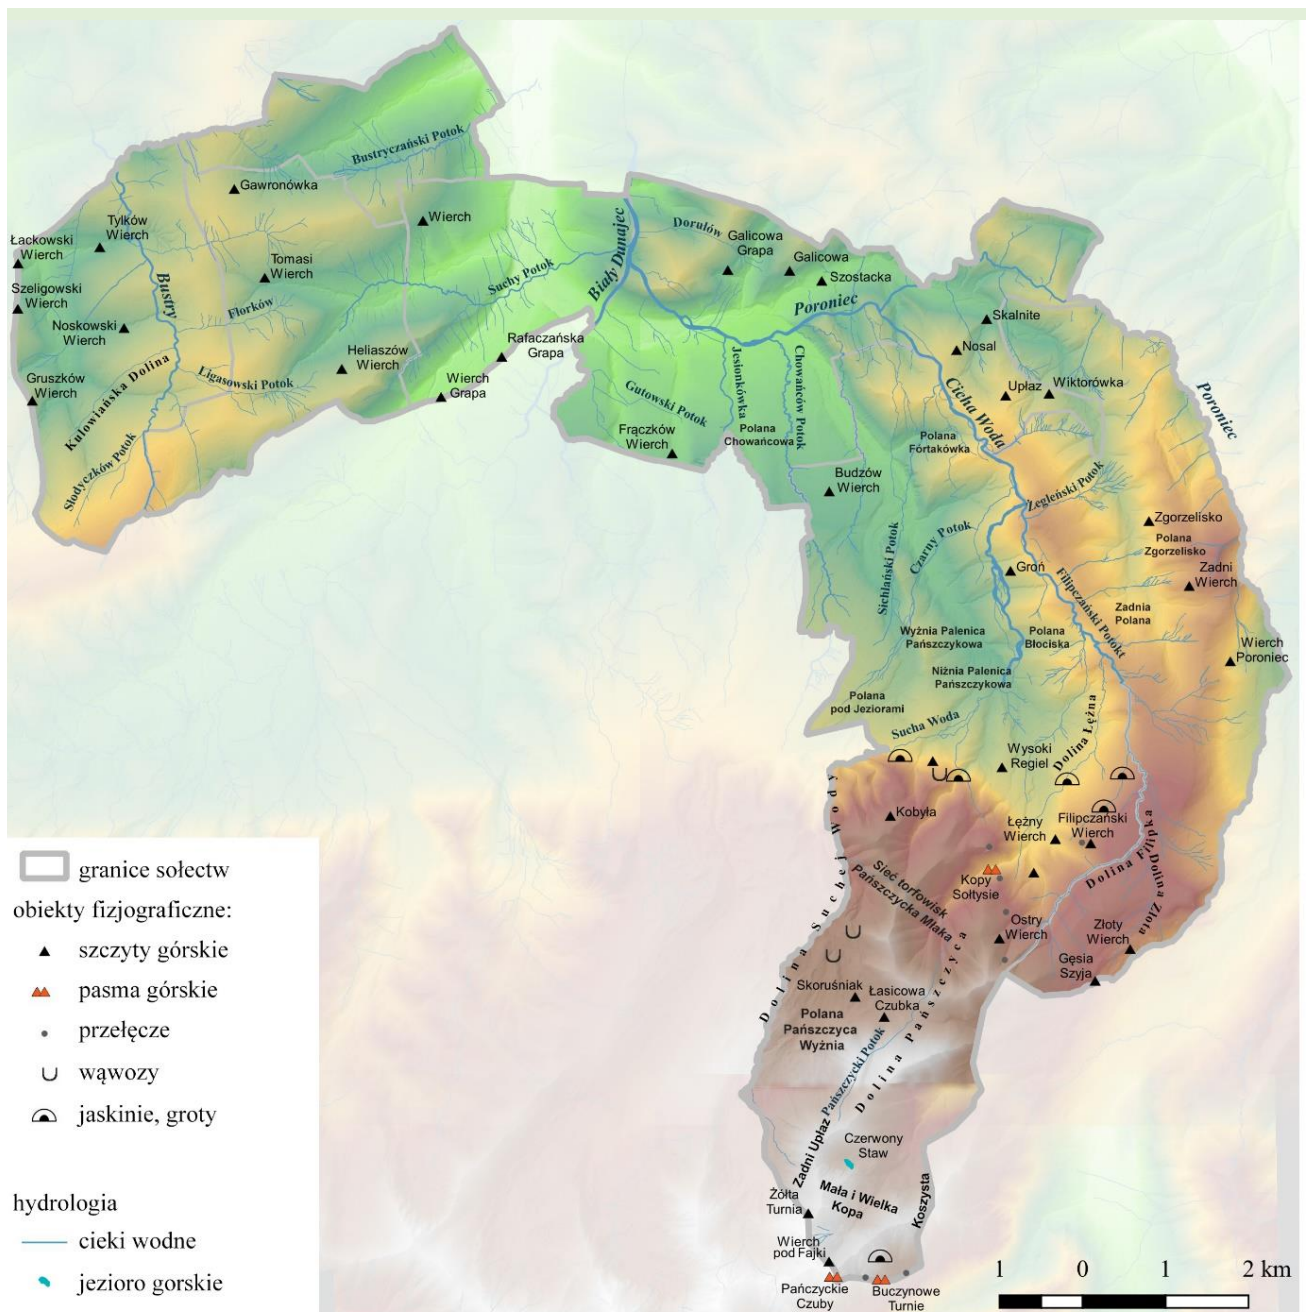 Bustryczański Potok
Gawronówka
Wierch
Tylków
Wierch
Łackowski
Wierch
Szeligowski
Wierch
Tomasi
Wierch
Bustry
Florków
Noskowski
Wierch
Suchy Potok
Biały Dunajec
Dorulów
Galicowa
Grapa
Galicowa
Szostacka
Poroniec
Rafaczańska
Grapa
Heliaszów
Wierch
Wierch
Grapa
Gruszków
Wierch
Kułowiańska Dolina
Ligasowski Potok
Słodyczków Potok
Gutowski Potok
Frączków
Wierch
Jesionkówka
Polana
Chowańcowa
Chowańców Potok
Budzów
Wierch
Skalnite
Nosal
Upłaz
Wiktorówka
Poroniec
Cicha Woda
Polana
Fórtakówka
Żegleński Potok
Zgorzelisko
Polana
Zgorzelisko
Zadni
Wierch
Czarny Potok
Sichlański Potok
Groń
Filipczański Potokt
Zadnia
Polana
Wyżnia Palenica
Pańszczykowa
Polana
Błociska
Wierch
Poroniec
Niżnia Palenica
Pańszczykowa
Polana
pod Jeziorami
Sucha Woda
Dolina Łężna
Wysoki
Regiel
Kobyła
Łężny
Wierch
Filipczański
Wierch
Dolina Suchej Wody
Sieć torfowisk
Pańszczycka Młaka
Kopy
Sołtysie
Dolina Filipka
Dolina Złota
Ostry
Wierch
Złoty
Wierch
Gęsia
Szyja
Skoruśniak
Łasicowa
Czubka
Polana
Pańszczyca
Wyżnia
Pańszczycki Potok
Dolina Pańszczyca
Zadni Upłaz
Czerwony
Staw
Mała i Wielka
Kopa
Koszysta
Żółta
Turnia
Wierch
pod Fajki
Pańczyckie
Czuby
Buczynowe
Turnie
granice sołectw
obiekty fizjograficzne:
szczyty górskie
pasma górskie
przełęcze
wąwozy
jaskinie, groty
hydrologia
cieki wodne
jezioro gorskie
1 0 1 2 km